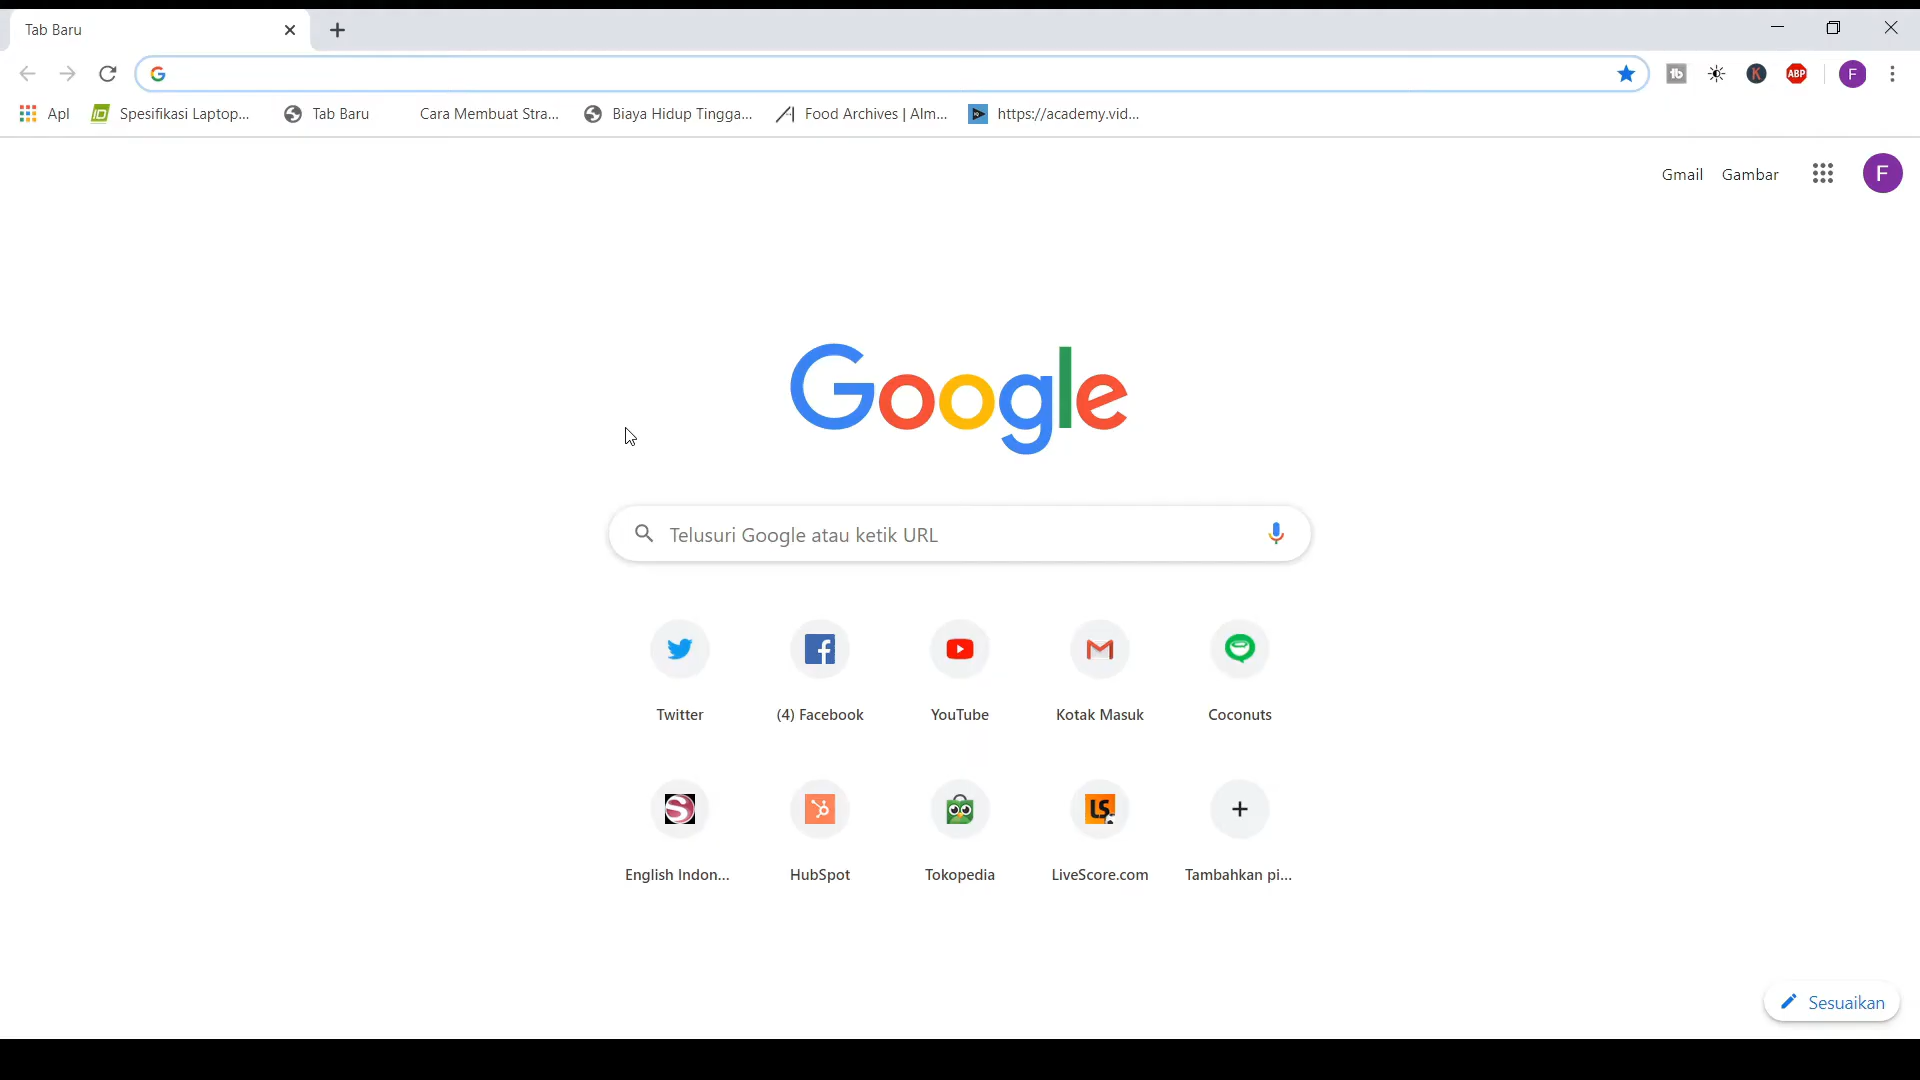 Tab Baru
Apl
Spesifikasi Laptop...
Tab Baru
Cara Membuat Stra...
Biaya Hidup Tingga...
Food Archives | Alm...
https://academy.vid...
Gmail
Gambar
F
Google
Telusuri Google atau ketik URL
Twitter
(4) Facebook
YouTube
Kotak Masuk
Coconuts
English Indon...
HubSpot
Tokopedia
LiveScore.com
Tambahkan pi...
Sesuaikan